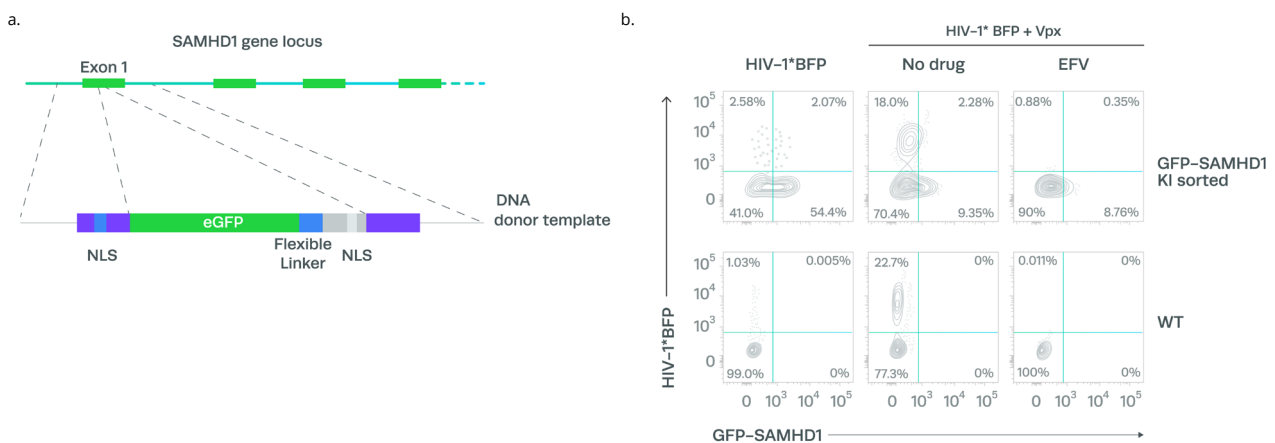 a.
SAMHD1 gene locus
Exon 1
eGFP
DNA
donor template
NLS
Flexible
Linker
NLS
b.
HIV–1* BFP + Vpx
HIV–1*BFP
No drug
EFV
10⁵
10⁴
10³
0
2.58%
2.07%
41.0%
54.4%
18.0%
2.28%
70.4%
9.35%
0.88%
0.35%
90%
8.76%
GFP–SAMHD1
KI sorted
10⁵
10⁴
10³
0
1.03%
0.005%
99.0%
0%
22.7%
0%
77.3%
0%
0.011%
0%
100%
0%
WT
HIV–1*BFP
0 10³ 10⁴ 10⁵
0 10³ 10⁴ 10⁵
0 10³ 10⁴ 10⁵
GFP–SAMHD1